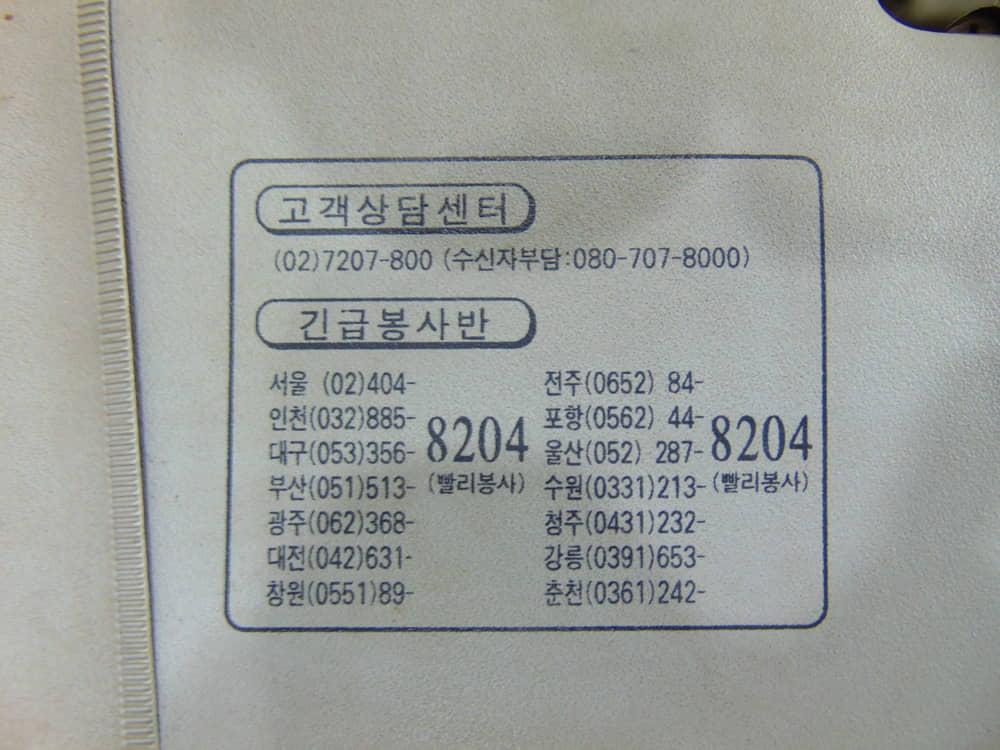 고객상담센터
(02)7207-800 (수신자부담:080-707-8000)
긴급봉사반
서울 (02)404-
인천(032)885-
대구(053)356-
부산(051)513-
광주(062)368-
대전(042)631-
창원(0551)89-
8204
(빨리봉사)
전주(0652) 84-
포항(0562) 44-
울산(052) 287-
수원(0331)213-
청주(0431)232-
강릉(0391)653-
춘천(0361)242-
8204
(빨리봉사)